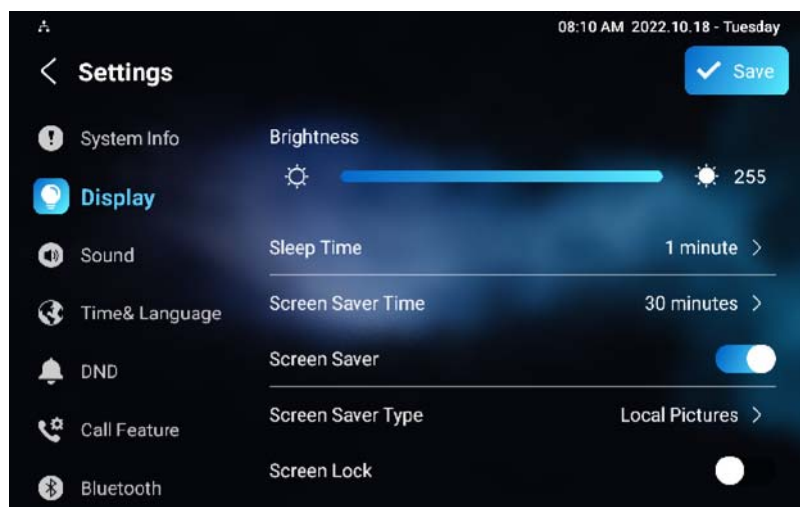 08:10 AM 2022.10.18 - Tuesday
Settings
Save
System Info
Display
Sound
Time& Language
DND
Call Feature
Bluetooth
Brightness
255
Sleep Time 1 minute
Screen Saver Time 30 minutes
Screen Saver
Screen Saver Type Local Pictures
Screen Lock